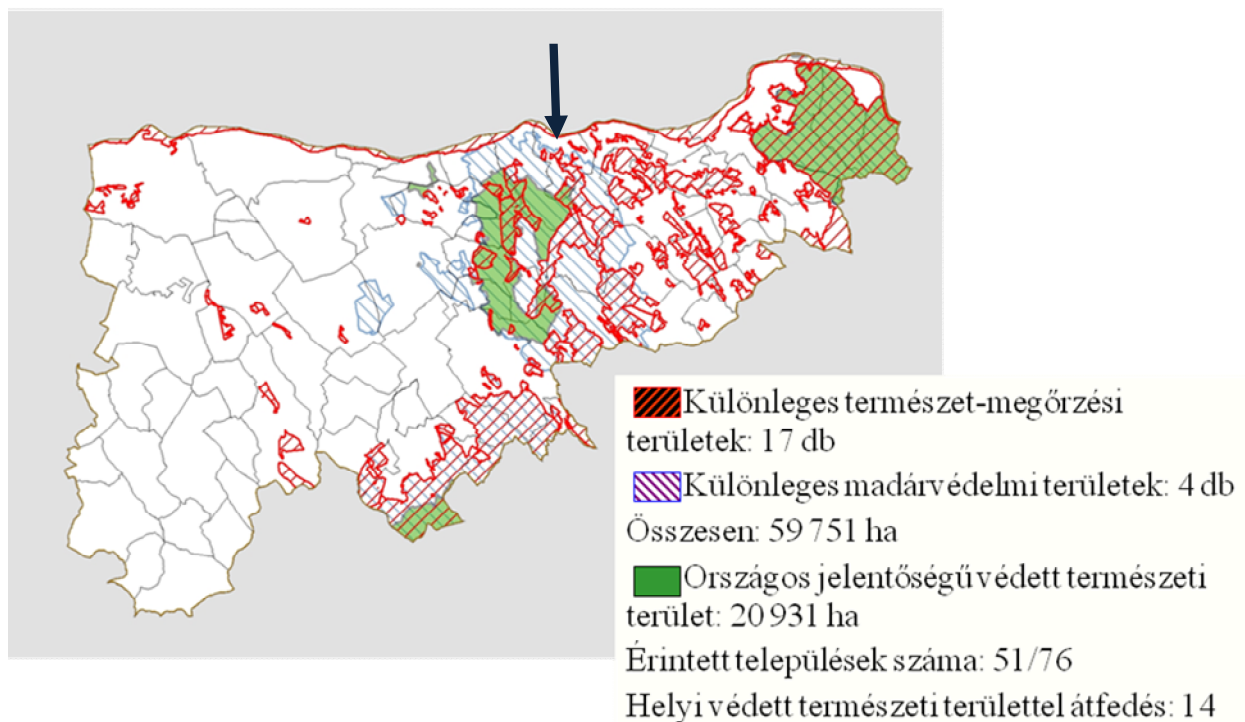 Különleges természet-megőrzési
területek: 17 db
Különleges madárvédelmi területek: 4 db
Összesen: 59 751 ha
Országos jelentőségű védett természeti
terület: 20 931 ha
Érintett települések száma: 51/76
Helyi védett természeti területtel átfedés: 14